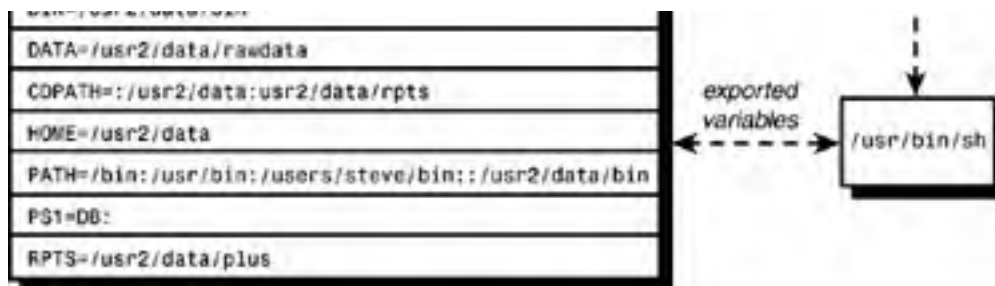 DATA=/usr2/data/rawdata
CDPATH=:/usr2/data:usr2/data/rpts
HOME=/usr2/data
PATH=/bin:/usr/bin:/users/steve/bin::/usr2/data/bin
PS1=DB:
RPTS=/usr2/data/plus
exported
variables
/usr/bin/sh